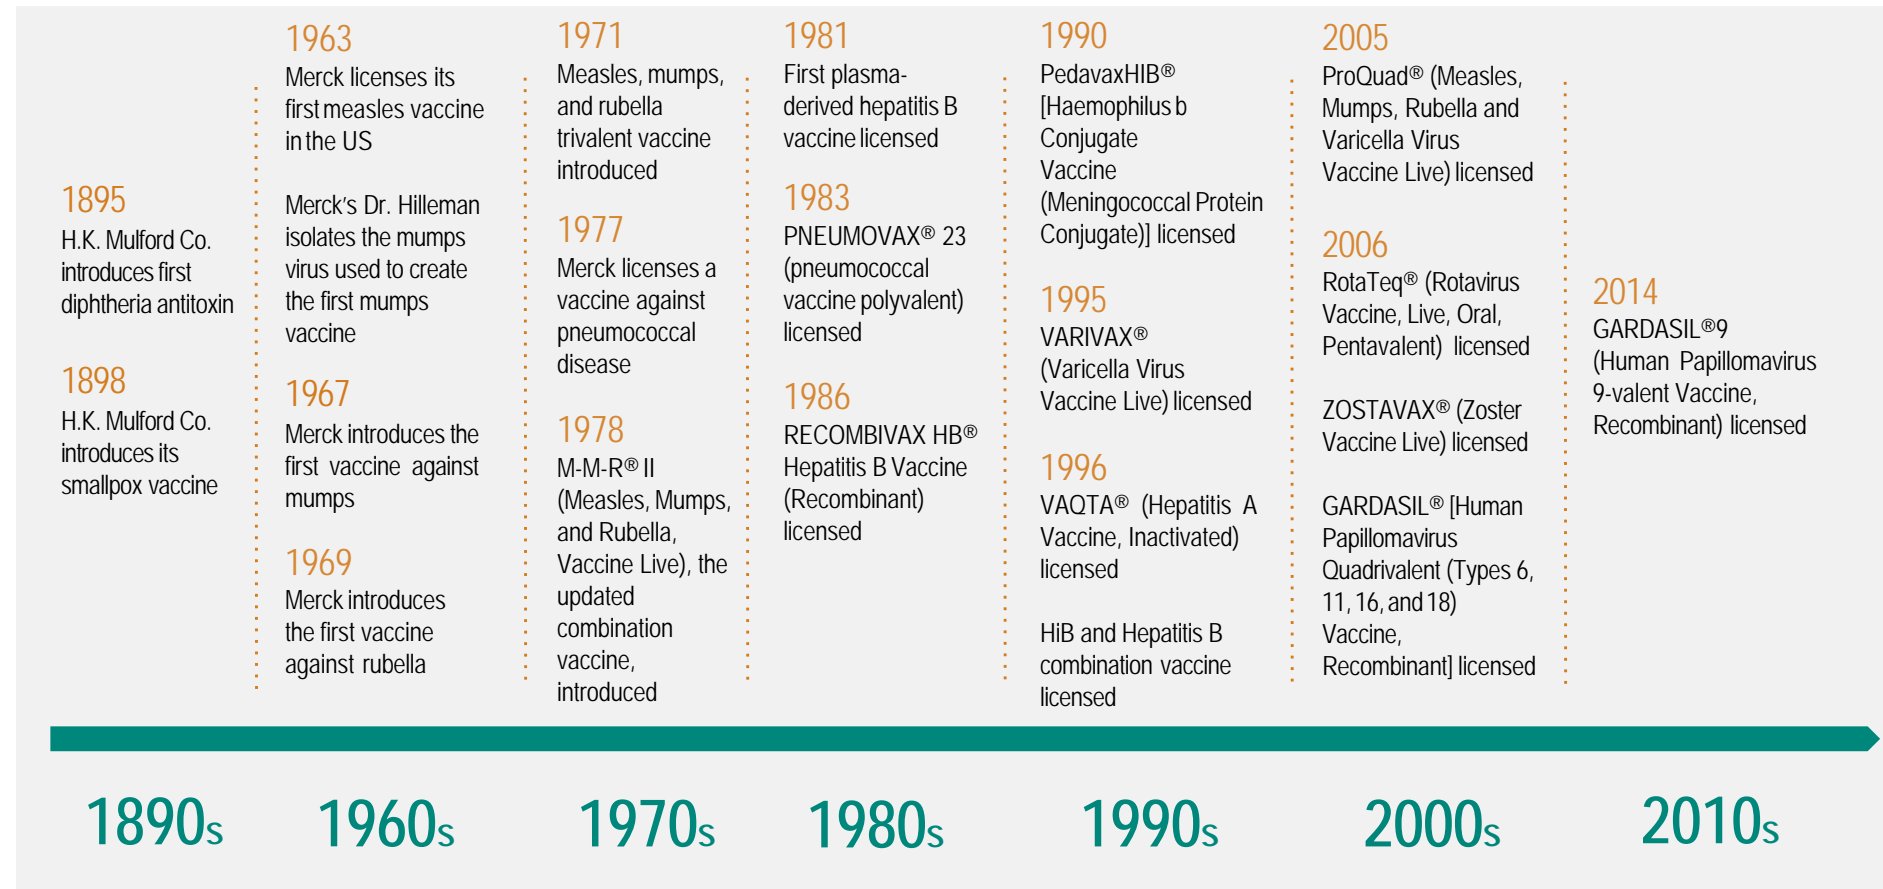 1895
H.K. Mulford Co.
introduces first
diphtheria antitoxin
1898
H.K. Mulford Co.
introduces its
smallpox vaccine
1963
Merck licenses its
first measles vaccine
in the US
Merck's Dr. Hilleman
isolates the mumps
virus used to create
the first mumps
vaccine
1967
Merck introduces the
first vaccine against
mumps
1969
Merck introduces
the first vaccine
against rubella
1971
Measles, mumps,
and rubella
trivalent vaccine
introduced
1977
Merck licenses a
vaccine against
pneumococcal
disease
1978
M-M-R® II
(Measles, Mumps,
and Rubella,
Vaccine Live), the
updated
combination
vaccine,
introduced
1981
First plasma-
derived hepatitis B
vaccine licensed
1983
PNEUMOVAX® 23
(pneumococcal
vaccine polyvalent)
licensed
1986
RECOMBIVAX HB®
Hepatitis B Vaccine
(Recombinant)
licensed
1990
PedavaxHIB®
[Haemophilus b
Conjugate
Vaccine
(Meningococcal Protein
Conjugate)] licensed
1995
VARIVAX®
(Varicella Virus
Vaccine Live) licensed
1996
VAQTA® (Hepatitis A
Vaccine, Inactivated)
licensed
HiB and Hepatitis B
combination vaccine
licensed
2005
ProQuad® (Measles,
Mumps, Rubella and
Varicella Virus
Vaccine Live) licensed
2006
RotaTeq® (Rotavirus
Vaccine, Live, Oral,
Pentavalent) licensed
ZOSTAVAX® (Zoster
Vaccine Live) licensed
GARDASIL® [Human
Papillomavirus
Quadrivalent (Types 6,
11, 16, and 18)
Vaccine,
Recombinant] licensed
2014
GARDASIL®9
(Human Papillomavirus
9-valent Vaccine,
Recombinant) licensed
1890s
1960s
1970s
1980s
1990s
2000s
2010s